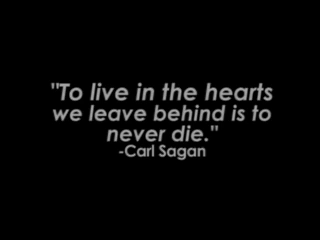 "To live in the hearts
we leave behind is to
never die."
-Carl Sagan